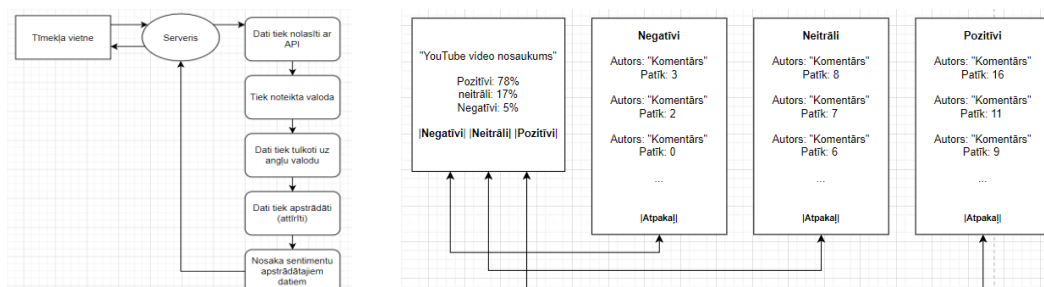 Tīmekļa vietne
Serveris
Dati tiek nolasīti ar
API
Tiek noteikta valoda
Dati tiek tulkoti uz
angļu valodu
Dati tiek apstrādāti
(attīrīti)
Nosaka sentimentu
apstrādātajiem
datiem
"YouTube video nosaukums"
Pozitīvi: 78%
neitrāli: 17%
Negatīvi: 5%
|Negatīvi| |Neitrāli| |Pozitīvi|
Negatīvi
Autors: "Komentārs"
Patīk: 3
Autors: "Komentārs"
Patīk: 2
Autors: "Komentārs"
Patīk: 0
...
|Atpakaļ|
Neitrāli
Autors: "Komentārs"
Patīk: 8
Autors: "Komentārs"
Patīk: 7
Autors: "Komentārs"
Patīk: 6
...
|Atpakaļ|
Pozitīvi
Autors: "Komentārs"
Patīk: 16
Autors: "Komentārs"
Patīk: 11
Autors: "Komentārs"
Patīk: 9
...
|Atpakaļ|